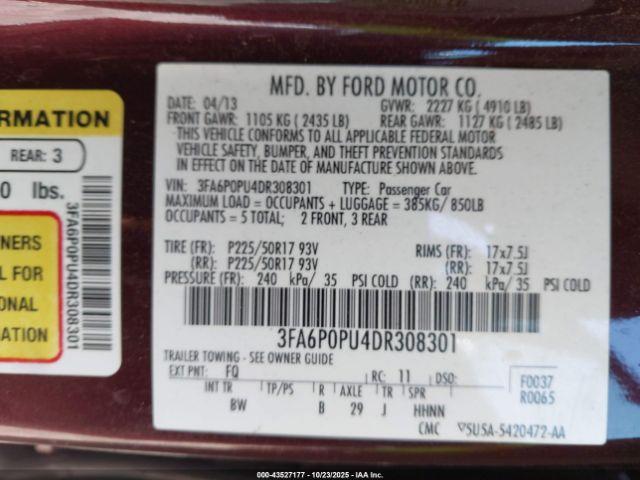 RMATION
REAR: 3
0 lbs.
NERS
L FOR
ONAL
MATION
3FA6P0PU4DR308301
MFD. BY FORD MOTOR CO.
DATE: 04/13 GVWR: 2227 KG ( 4910 LB)
FRONT GAWR: 1105 KG ( 2435 LB) REAR GAWR: 1127 KG ( 2485 LB)
THIS VEHICLE CONFORMS TO ALL APPLICABLE FEDERAL MOTOR
VEHICLE SAFETY, BUMPER, AND THEFT PREVENTION STANDARDS
IN EFFECT ON THE DATE OF MANUFACTURE SHOWN ABOVE.
VIN: 3FA6P0PU4DR308301 TYPE: Passenger Car
MAXIMUM LOAD = OCCUPANTS + LUGGAGE = 385KG/ 850LB
OCCUPANTS = 5 TOTAL; 2 FRONT, 3 REAR
TIRE (FR): P225/50R17 93V RIMS (FR): 17x7.5J
(RR): P225/50R17 93V (RR): 17x7.5J
PRESSURE (FR): 240 kPa/ 35 PSI COLD (RR): 240 kPa/ 35 PSI COLD
3FA6P0PU4DR308301
TRAILER TOWING - SEE OWNER GUIDE
EXT PNT: FQ RC: 11 DSO: F0037
R0065
INT TR TP/PS R AXLE TR SPR
BW B 29 J HHNN
CMC VSU5A-5420472-AA
000-43527177 - 10/23/2025 - IAAI.COM